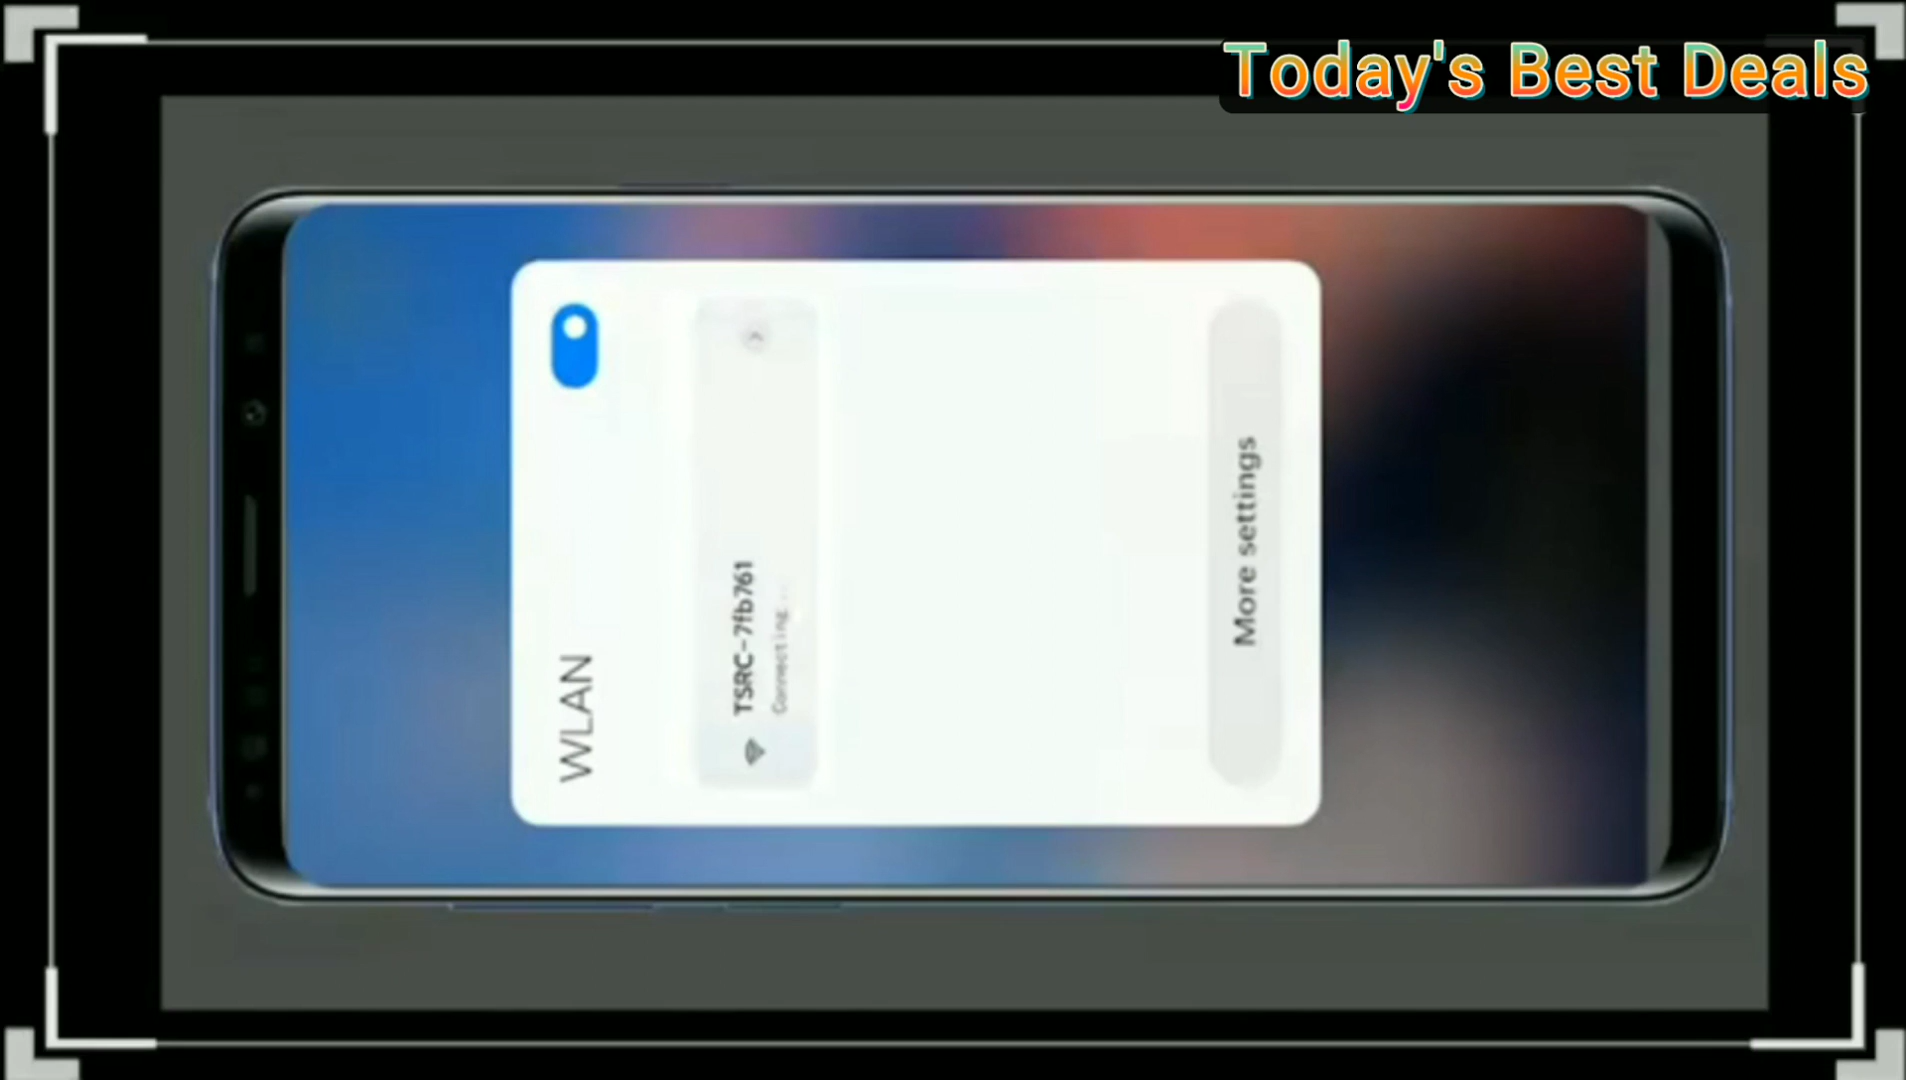 Today's Best Deals
WLAN
TSRC-7fb761
Connecting...
More settings